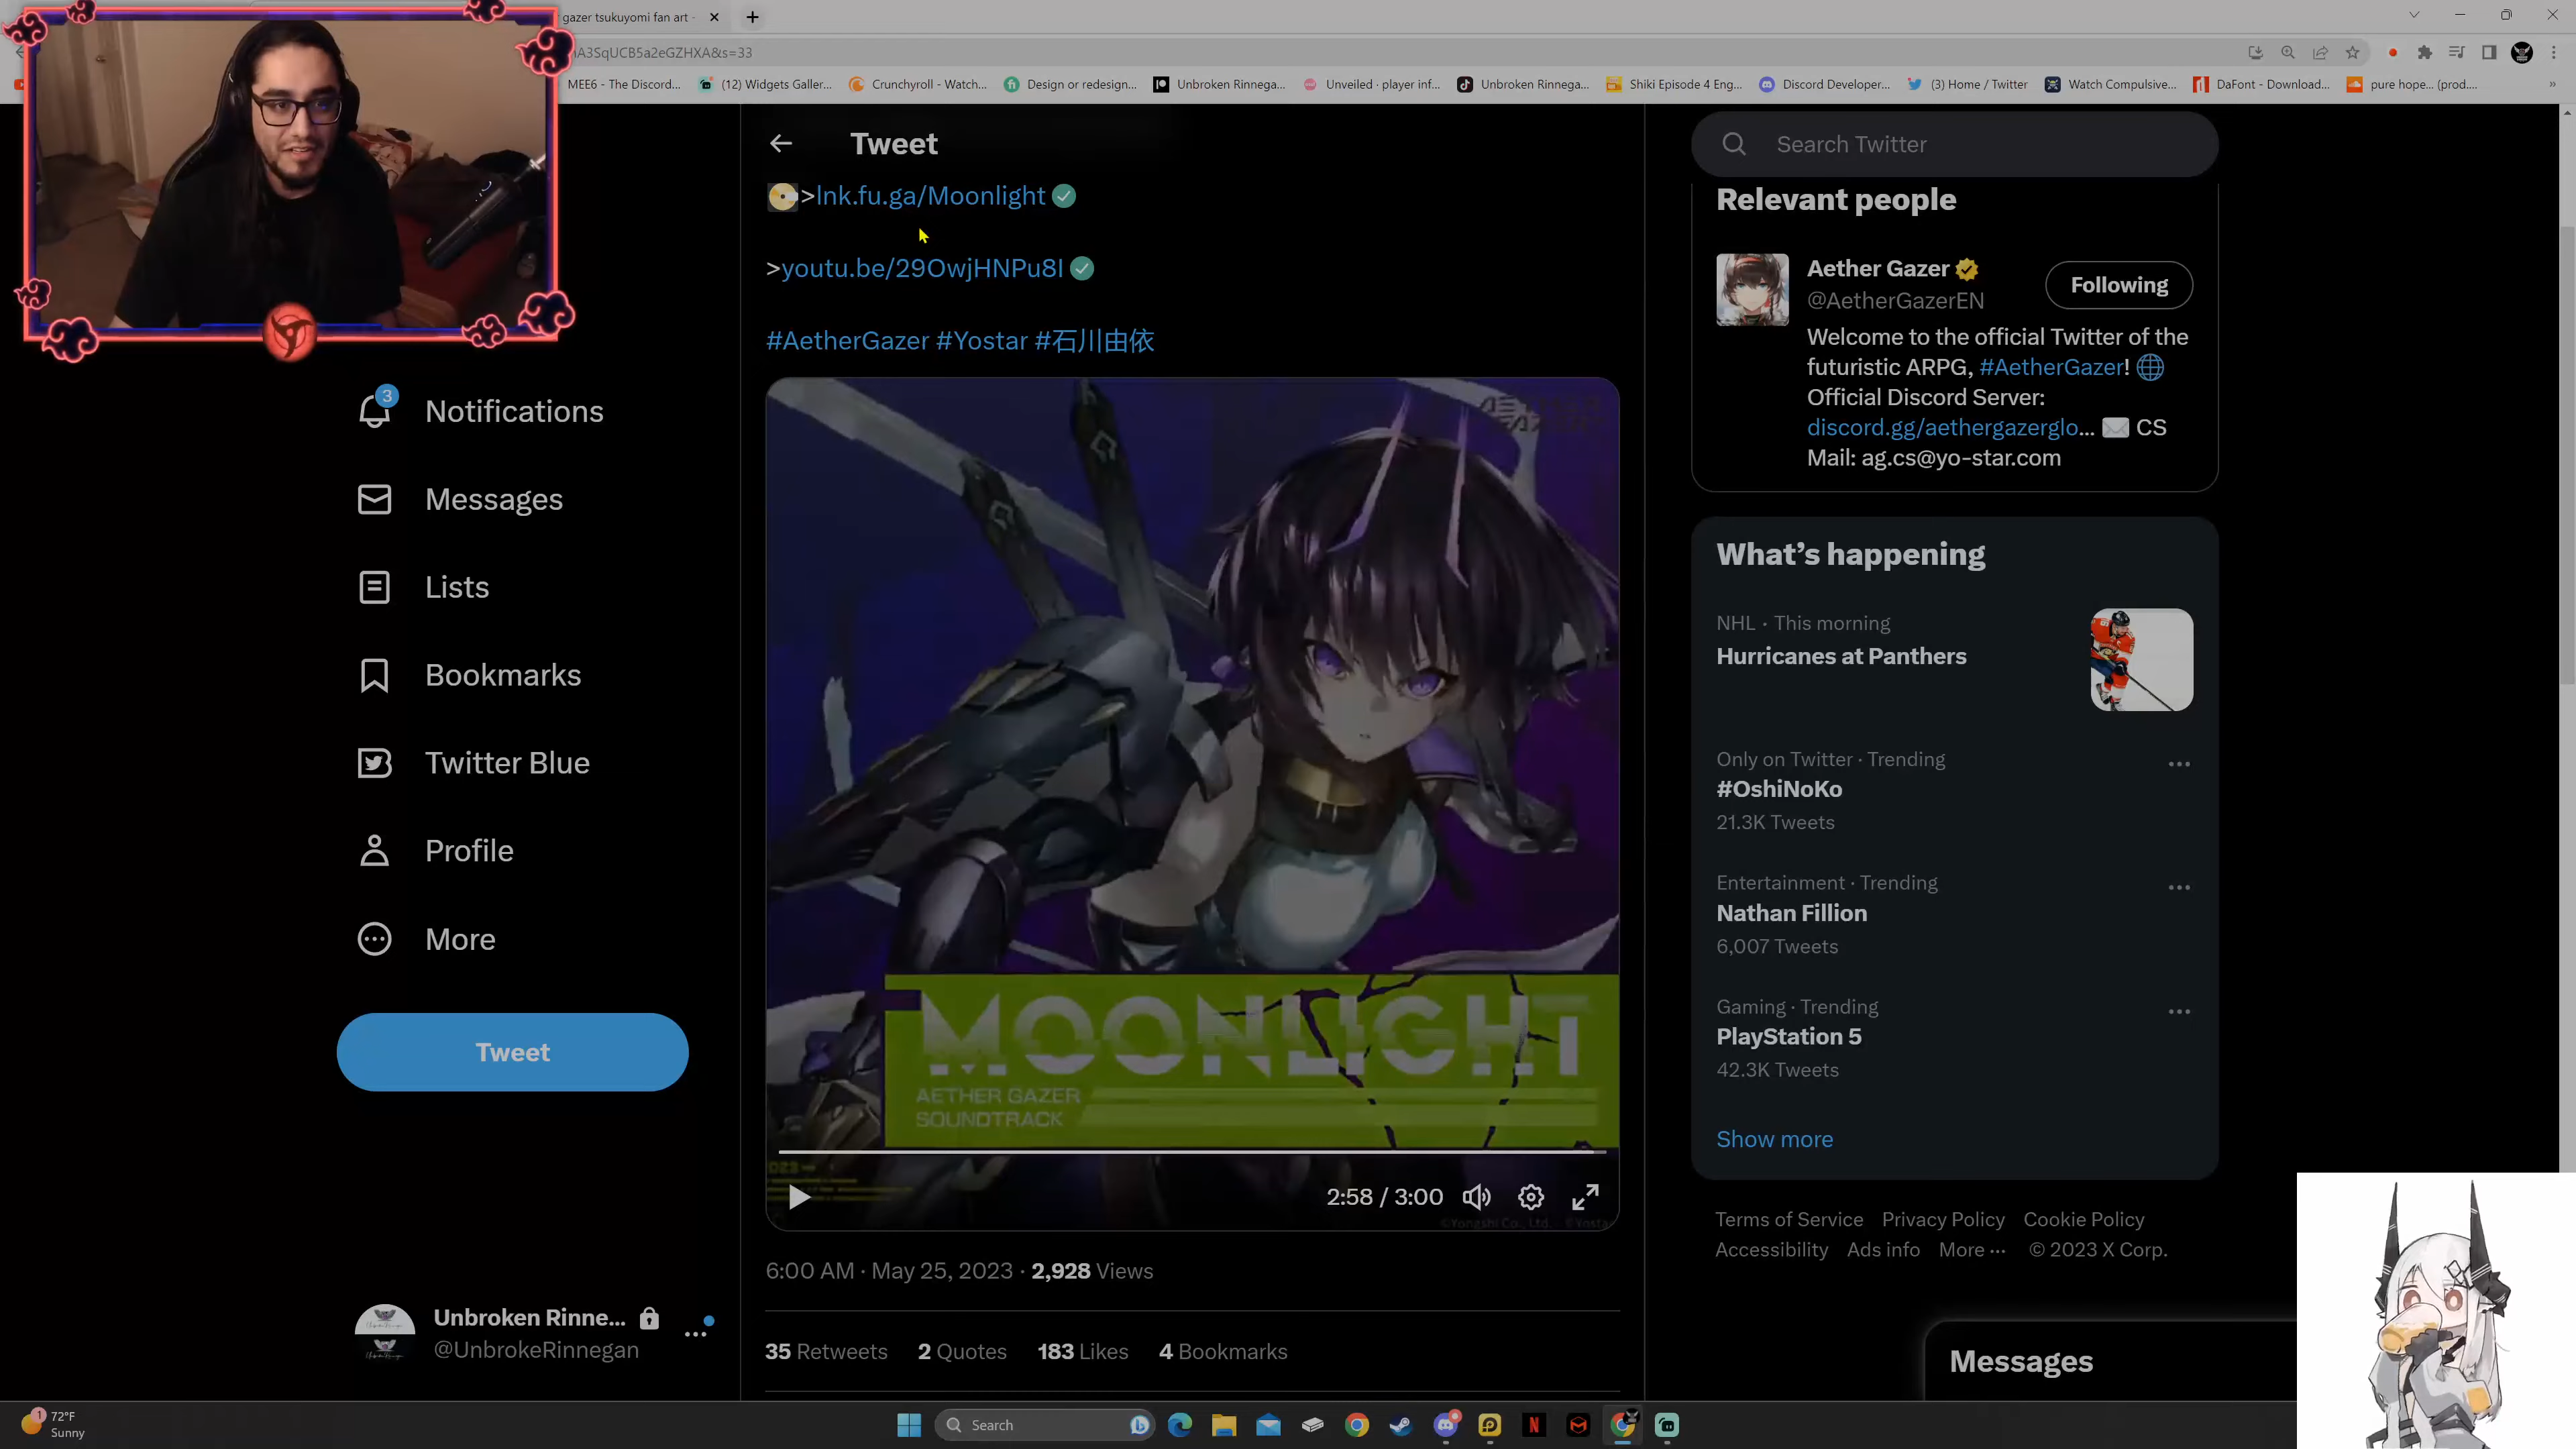 gazer tsukuyomi fan art
A3SqUCB5a2eGZHXA&s=33
MEE6 - The Discord...
(12) Widgets Galler...
Crunchyroll - Watch...
Design or redesign...
Unbroken Rinnega...
Unveiled · player inf...
Unbroken Rinnega...
Shiki Episode 4 Eng...
Discord Developer...
(3) Home / Twitter
Watch Compulsive...
DaFont - Download...
pure hope... (prod....
Tweet
>lnk.fu.ga/Moonlight
>youtu.be/29OwjHNPu8I
#AetherGazer #Yostar #石川由依
3
Notifications
Messages
Lists
Bookmarks
Twitter Blue
Profile
More
Tweet
Unbroken Rinne...
@UnbrokeRinnegan
AETHER
GAZER
MOONLIGHT
AETHER GAZER
SOUNDTRACK
2:58 / 3:00
©Yongshi Co., Ltd. ©Yostar
6:00 AM · May 25, 2023 · 2,928 Views
35 Retweets 2 Quotes 183 Likes 4 Bookmarks
Search Twitter
Relevant people
Aether Gazer
@AetherGazerEN
Following
Welcome to the official Twitter of the
futuristic ARPG, #AetherGazer!
Official Discord Server:
discord.gg/aethergazerglo... CS
Mail: ag.cs@yo-star.com
What's happening
NHL · This morning
Hurricanes at Panthers
Only on Twitter · Trending
#OshiNoKo
21.3K Tweets
Entertainment · Trending
Nathan Fillion
6,007 Tweets
Gaming · Trending
PlayStation 5
42.3K Tweets
Show more
Terms of Service Privacy Policy Cookie Policy
Accessibility Ads info More ··· © 2023 X Corp.
Messages
1
72°F
Sunny
Search